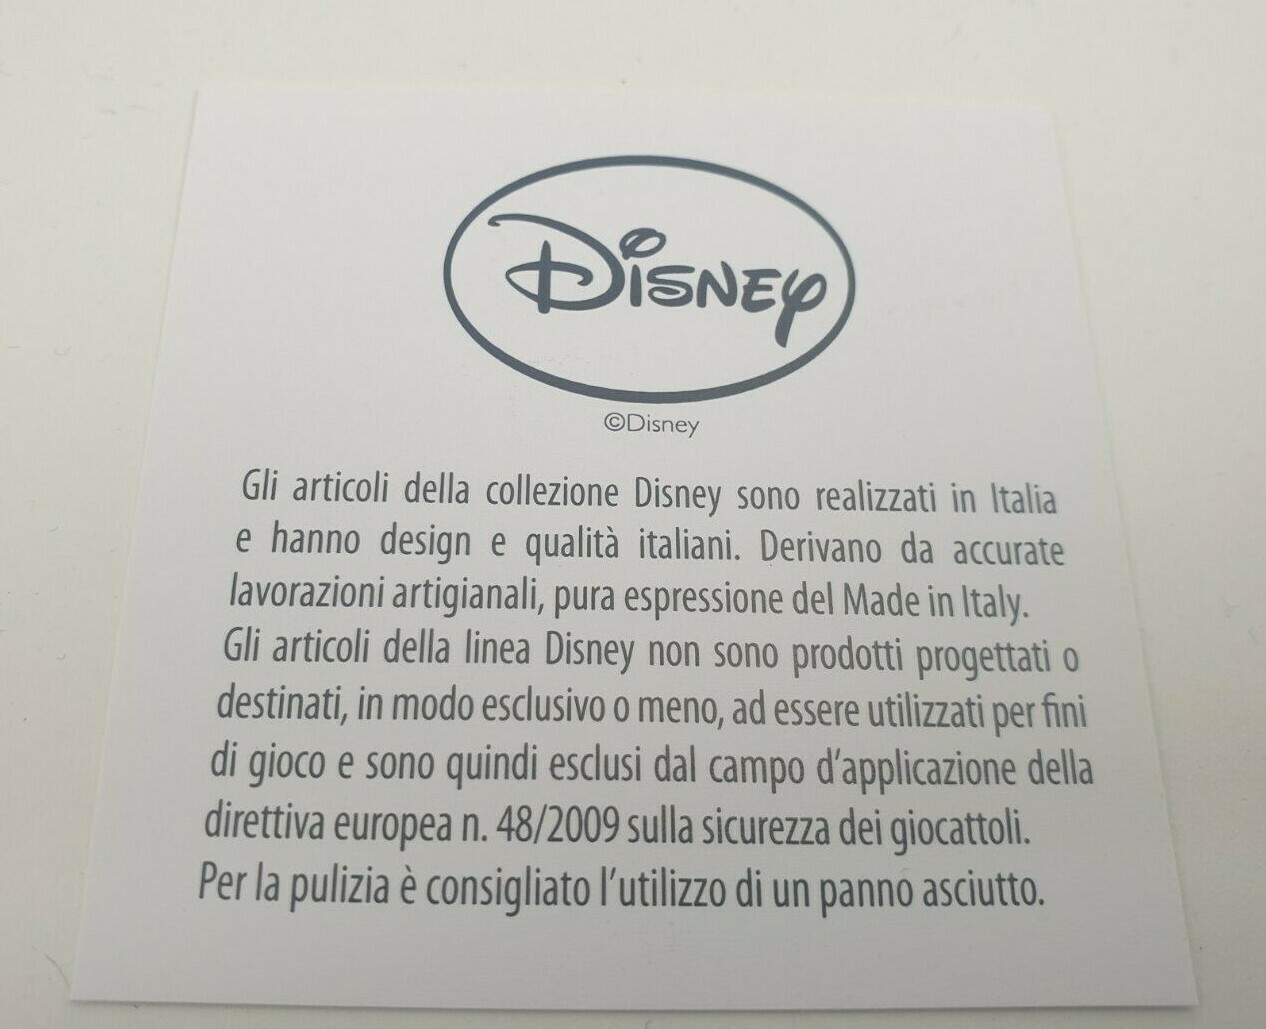 Disney
©Disney
Gli articoli della collezione Disney sono realizzati in Italia
e hanno design e qualità italiani. Derivano da accurate
lavorazioni artigianali, pura espressione del Made in Italy.
Gli articoli della linea Disney non sono prodotti progettati o
destinati, in modo esclusivo o meno, ad essere utilizzati per fini
di gioco e sono quindi esclusi dal campo d'applicazione della
direttiva europea n. 48/2009 sulla sicurezza dei giocattoli.
Per la pulizia è consigliato l'utilizzo di un panno asciutto.